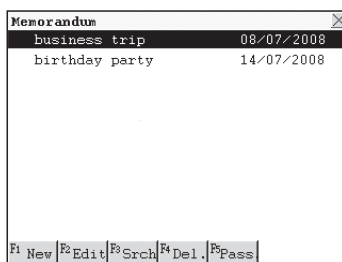 Memorandum
business trip 08/07/2008
birthday party 14/07/2008
F1 New F2 Edit F3 Srch F4 Del. F5 Pass